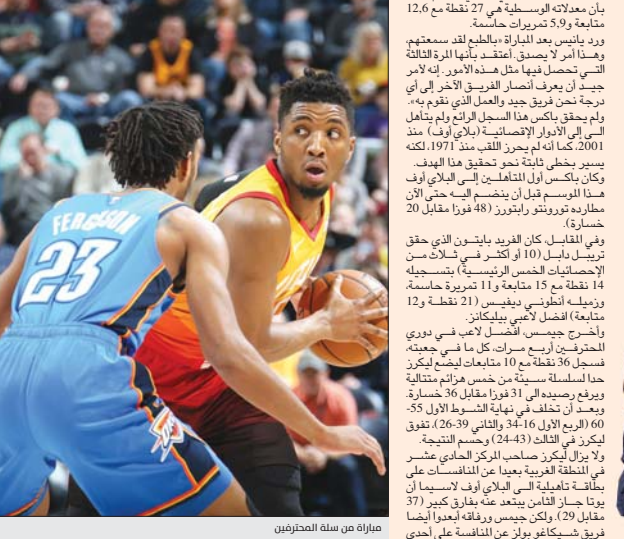 بأن معدلاته الوسطية هي 27 نقطة مع 12,6
متابعة و5,9 تمريرات حاسمة.
ورد يانيس بعد المباراة «بالطبع لقد سمعتهم،
وهذا أمر لا يصدق. أعتقد بأنها المرة الثالثة
التي تحصل فيها مثل هذه الأمور. إنه لأمر
جيد أن يعرف أنصار الفريق الآخر إلى أي
درجة نحن فريق جيد والعمل الذي نقوم به».
ولم يحقق باكس هذا السجل الرائع ولم يتأهل
الى إلى الأدوار الإقصائية (بلاي أوف) منذ
2001، كما أنه لم يحرز اللقب منذ 1971، لكنه
يسير بخطى ثابتة نحو تحقيق هذا الهدف.
وكان باكس أول المتأهلين إلى البلاي أوف
هذا الموسم قبل أن ينضم اليه حتى الآن
مطارده تورونتو رابتورز (48 فوزا مقابل 20
خسارة).
وفي المقابل، كان الفريد بايتون الذي حقق
تريبل دابل (10 أو أكثر في ثلاث من
الإحصائيات الخمس الرئيسية) بتسجيله
14 نقطة مع 15 متابعة و11 تمريرة حاسمة،
وزميله أنطوني ديفيس (21 نقطة و12
متابعة) افضل لاعبي بيليكانز.
وأخرج جيمس، أفضل لاعب في دوري
المحترفين أربع مرات، كل ما في جعبته،
فسجل 36 نقطة مع 10 متابعات ليضع ليكرز
حدا لسلسلة سيئة من خمس هزائم متتالية
ويرفع رصيده الى 31 فوزا مقابل 36 خسارة.
وبعد أن تخلف في نهاية الشوط الأول 55-
60 (الربع الأول 16-34 والثاني 39-26)، تفوق
ليكرز في الثالث (43-24) وحسم النتيجة.
ولا يزال ليكرز صاحب المركز الحادي عشر
في المنطقة الغربية بعيدا عن المنافسات على
بطاقة تأهيلية الى البلاي أوف لاسيما أن
يوتا جاز الثامن يبتعد عنه بفارق كبير (37
مقابل 29). ولكن جيمس ورفاقه أبعدوا أيضا
فريق شيكاغو بولز عن المنافسة على أحدى
FERGUSON
23
مباراة من سلة المحترفين